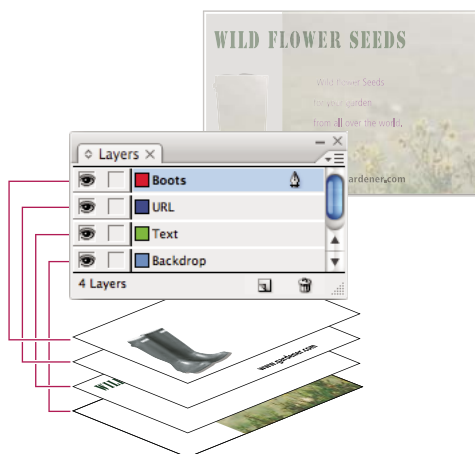 WILD FLOWER SEEDS
Wild flower Seeds
for your garden
from all over the world.
ardener.com
Layers
Boots
URL
Text
Backdrop
4 Layers
www.gardener.com
WILD